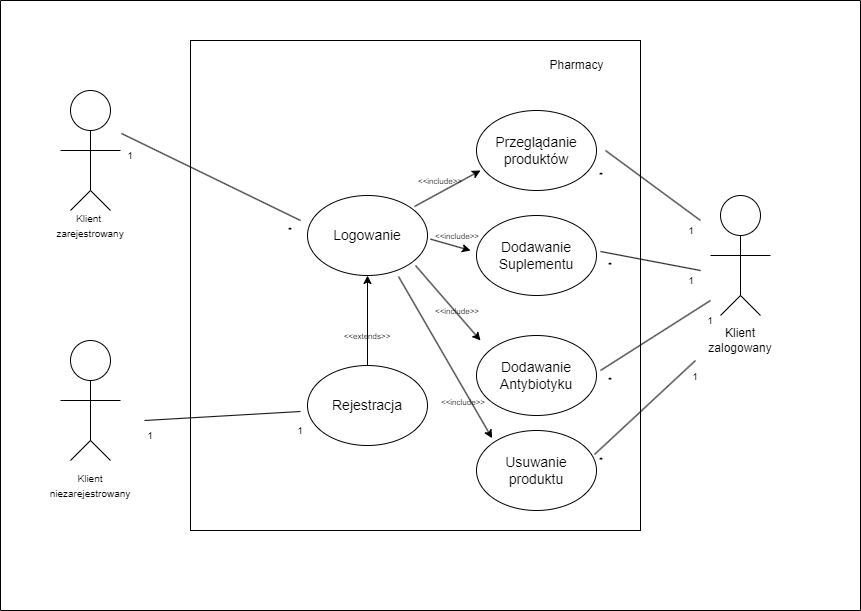 Pharmacy
Klient
zarejestrowany
1
*
Logowanie
<<include>>
<<include>>
<<include>>
<<include>>
<<extends>>
Rejestracja
Klient
niezarejestrowany
1
1
Przeglądanie
produktów
*
1
Dodawanie
Suplementu
*
1
Dodawanie
Antybiotyku
*
1
Usuwanie
produktu
*
1
Klient
zalogowany